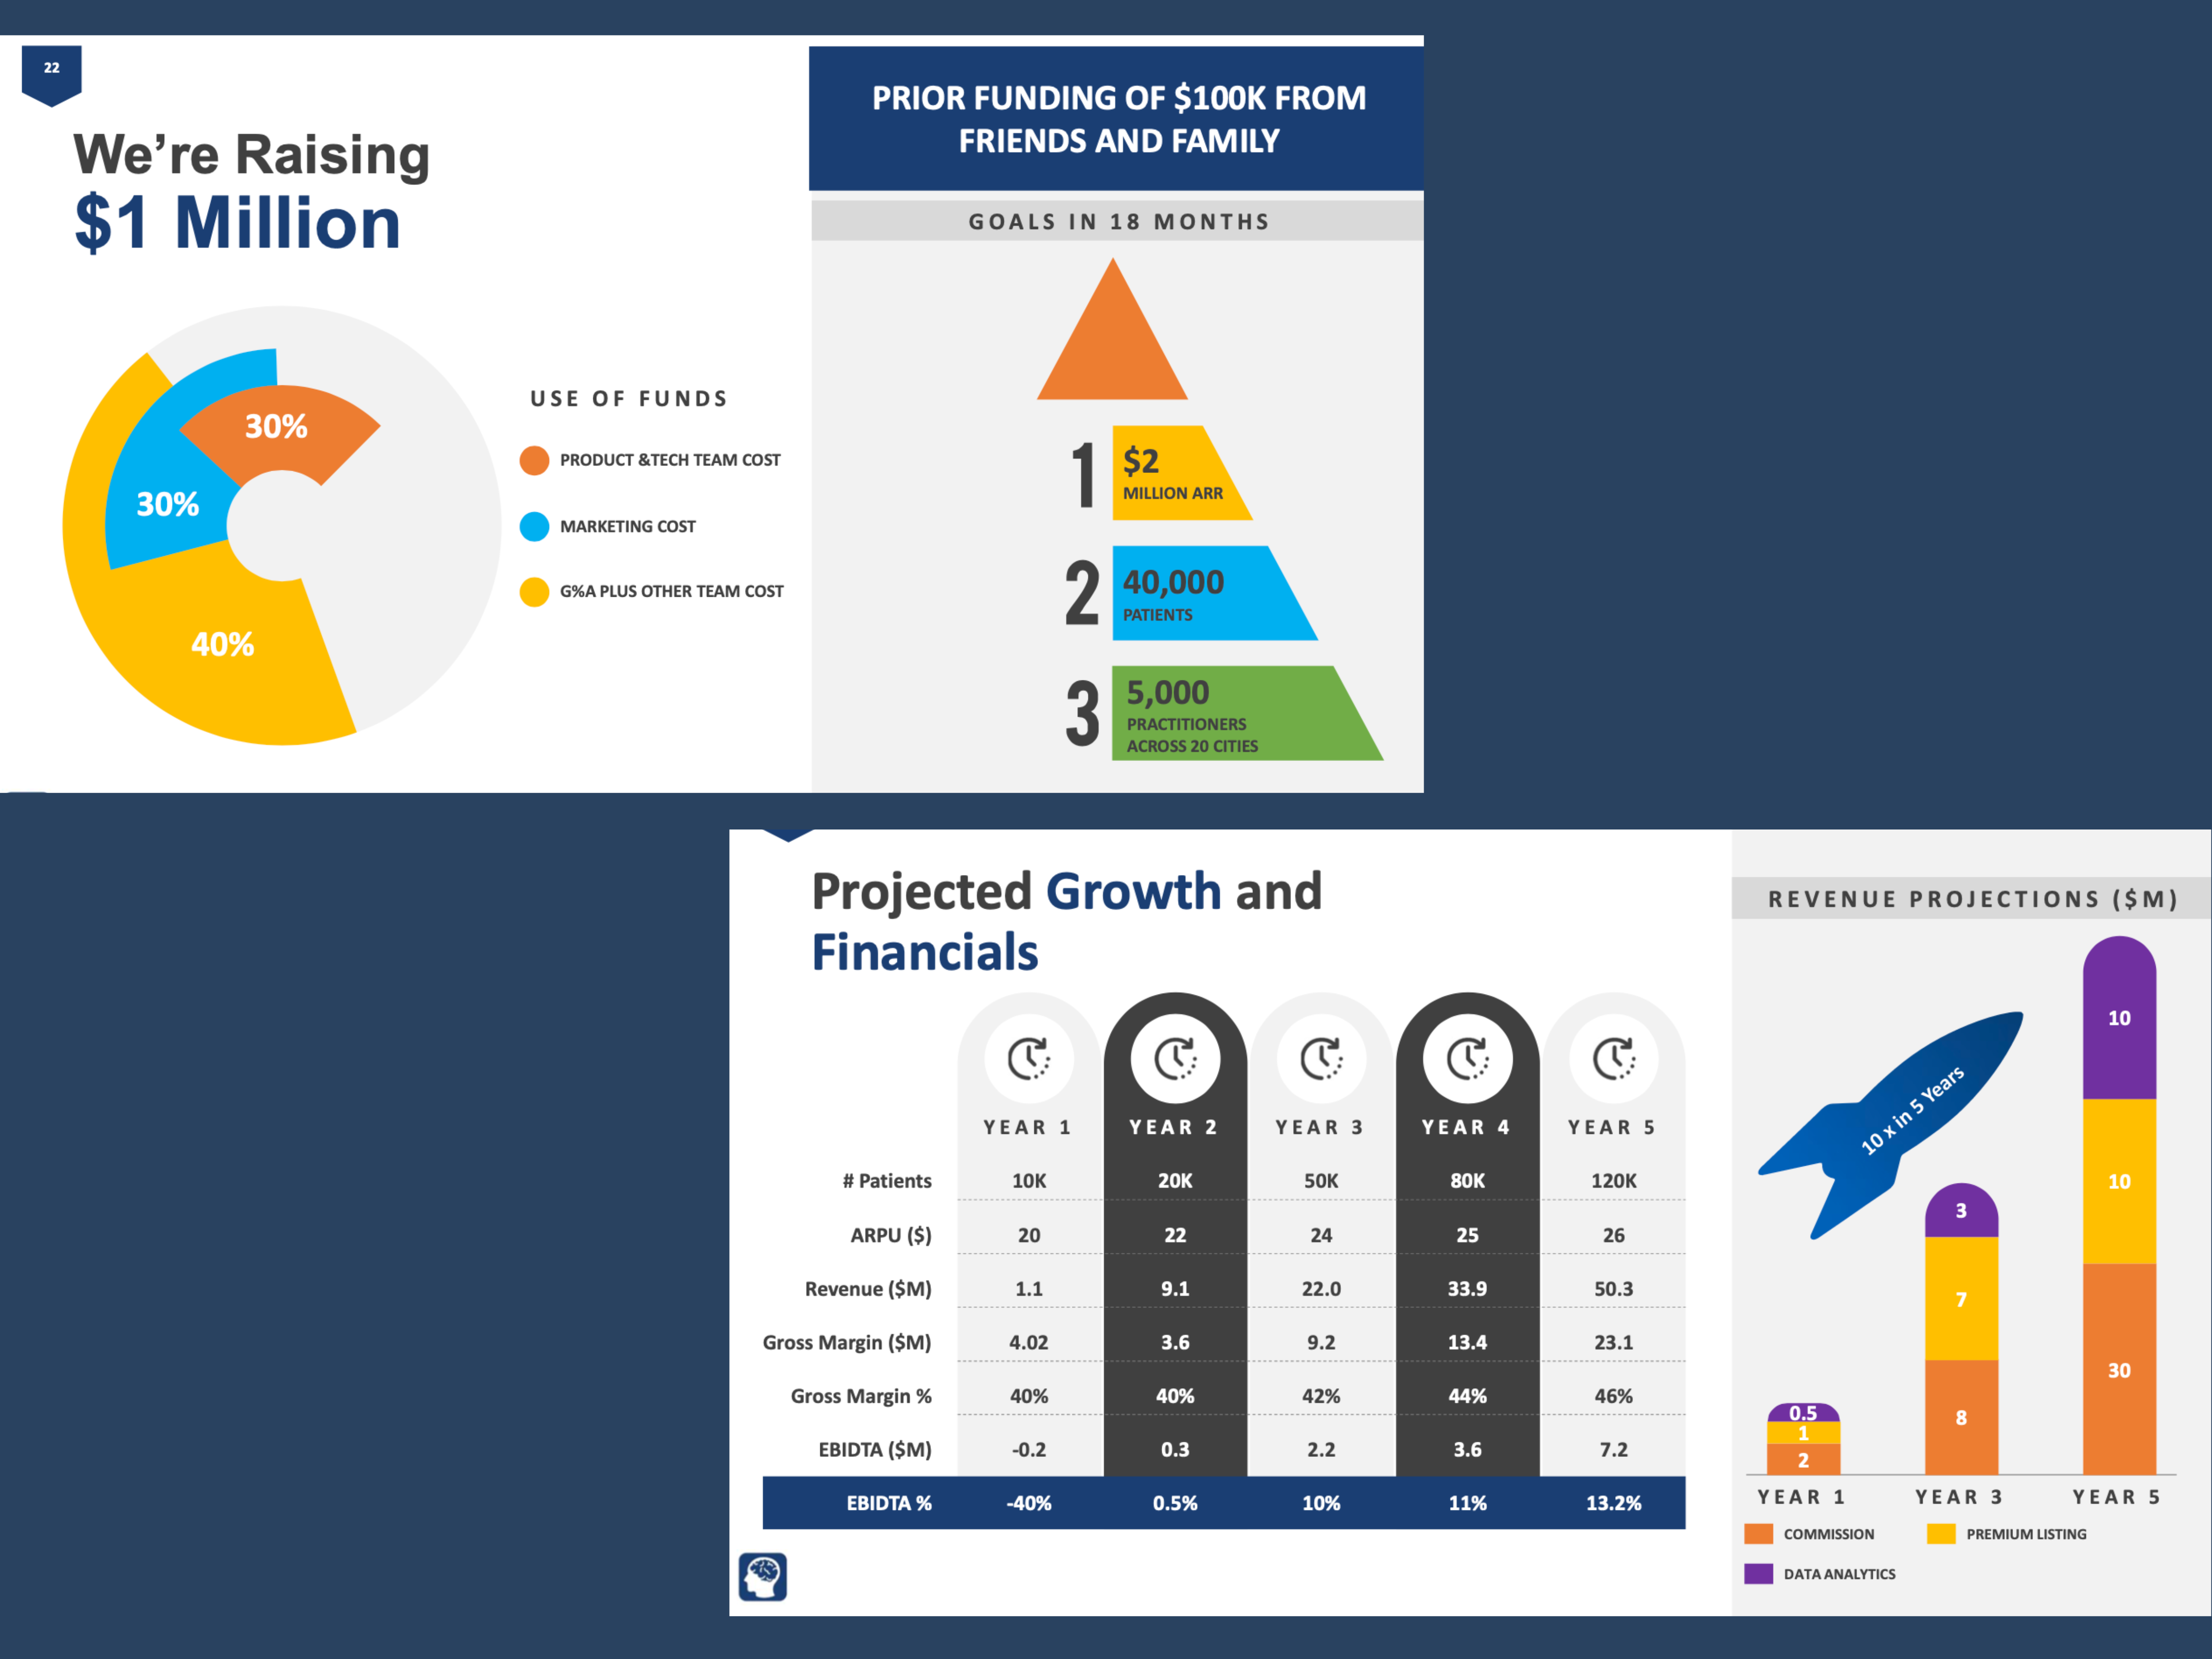 22
We're Raising
$1 Million
30%
30%
40%
USE OF FUNDS
PRODUCT &TECH TEAM COST
MARKETING COST
G%A PLUS OTHER TEAM COST
PRIOR FUNDING OF $100K FROM
FRIENDS AND FAMILY
GOALS IN 18 MONTHS
1 $2
MILLION ARR
2 40,000
PATIENTS
3 5,000
PRACTITIONERS
ACROSS 20 CITIES
Projected Growth and
Financials
YEAR 1 YEAR 2 YEAR 3 YEAR 4 YEAR 5
# Patients 10K 20K 50K 80K 120K
ARPU ($) 20 22 24 25 26
Revenue ($M) 1.1 9.1 22.0 33.9 50.3
Gross Margin ($M) 4.02 3.6 9.2 13.4 23.1
Gross Margin % 40% 40% 42% 44% 46%
EBIDTA ($M) -0.2 0.3 2.2 3.6 7.2
EBIDTA % -40% 0.5% 10% 11% 13.2%
REVENUE PROJECTIONS ($M)
10 x in 5 Years
0.5
1
2
3
7
8
10
10
30
YEAR 1 YEAR 3 YEAR 5
COMMISSION PREMIUM LISTING
DATA ANALYTICS